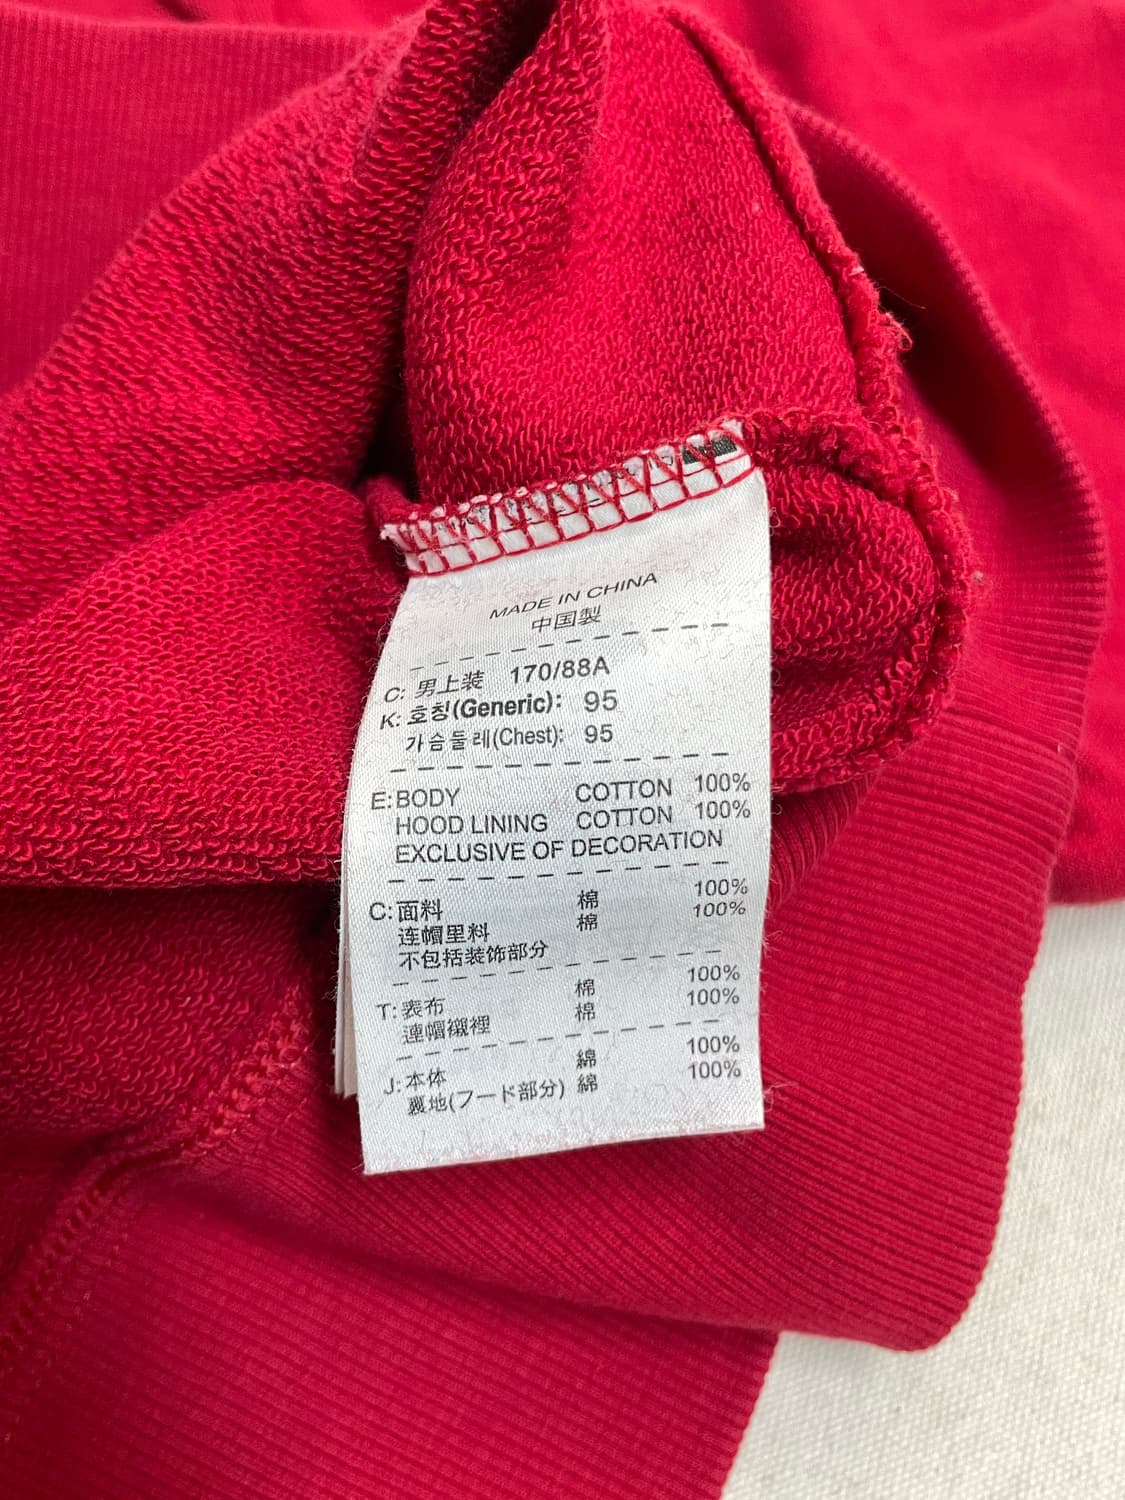 MADE IN CHINA
中国製
C: 男上装 170/88A
K: 호칭(Generic): 95
가슴둘레(Chest): 95
E: BODY COTTON 100%
HOOD LINING COTTON 100%
EXCLUSIVE OF DECORATION
C: 面料 棉 100%
连帽里料 棉 100%
不包括装饰部分
T: 表布 棉 100%
連帽襯裡 棉 100%
J: 本体 綿 100%
裏地(フード部分) 綿 100%